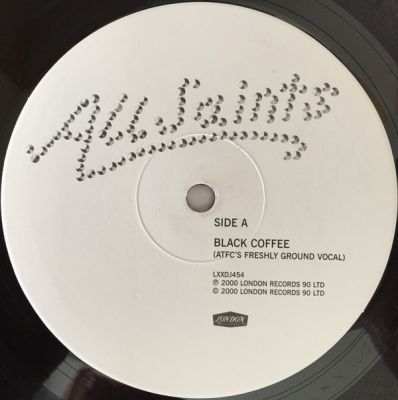 All Saints
SIDE A
BLACK COFFEE
(ATFC'S FRESHLY GROUND VOCAL)
LXXDJ454
℗ 2000 LONDON RECORDS 90 LTD
© 2000 LONDON RECORDS 90 LTD
LONDON